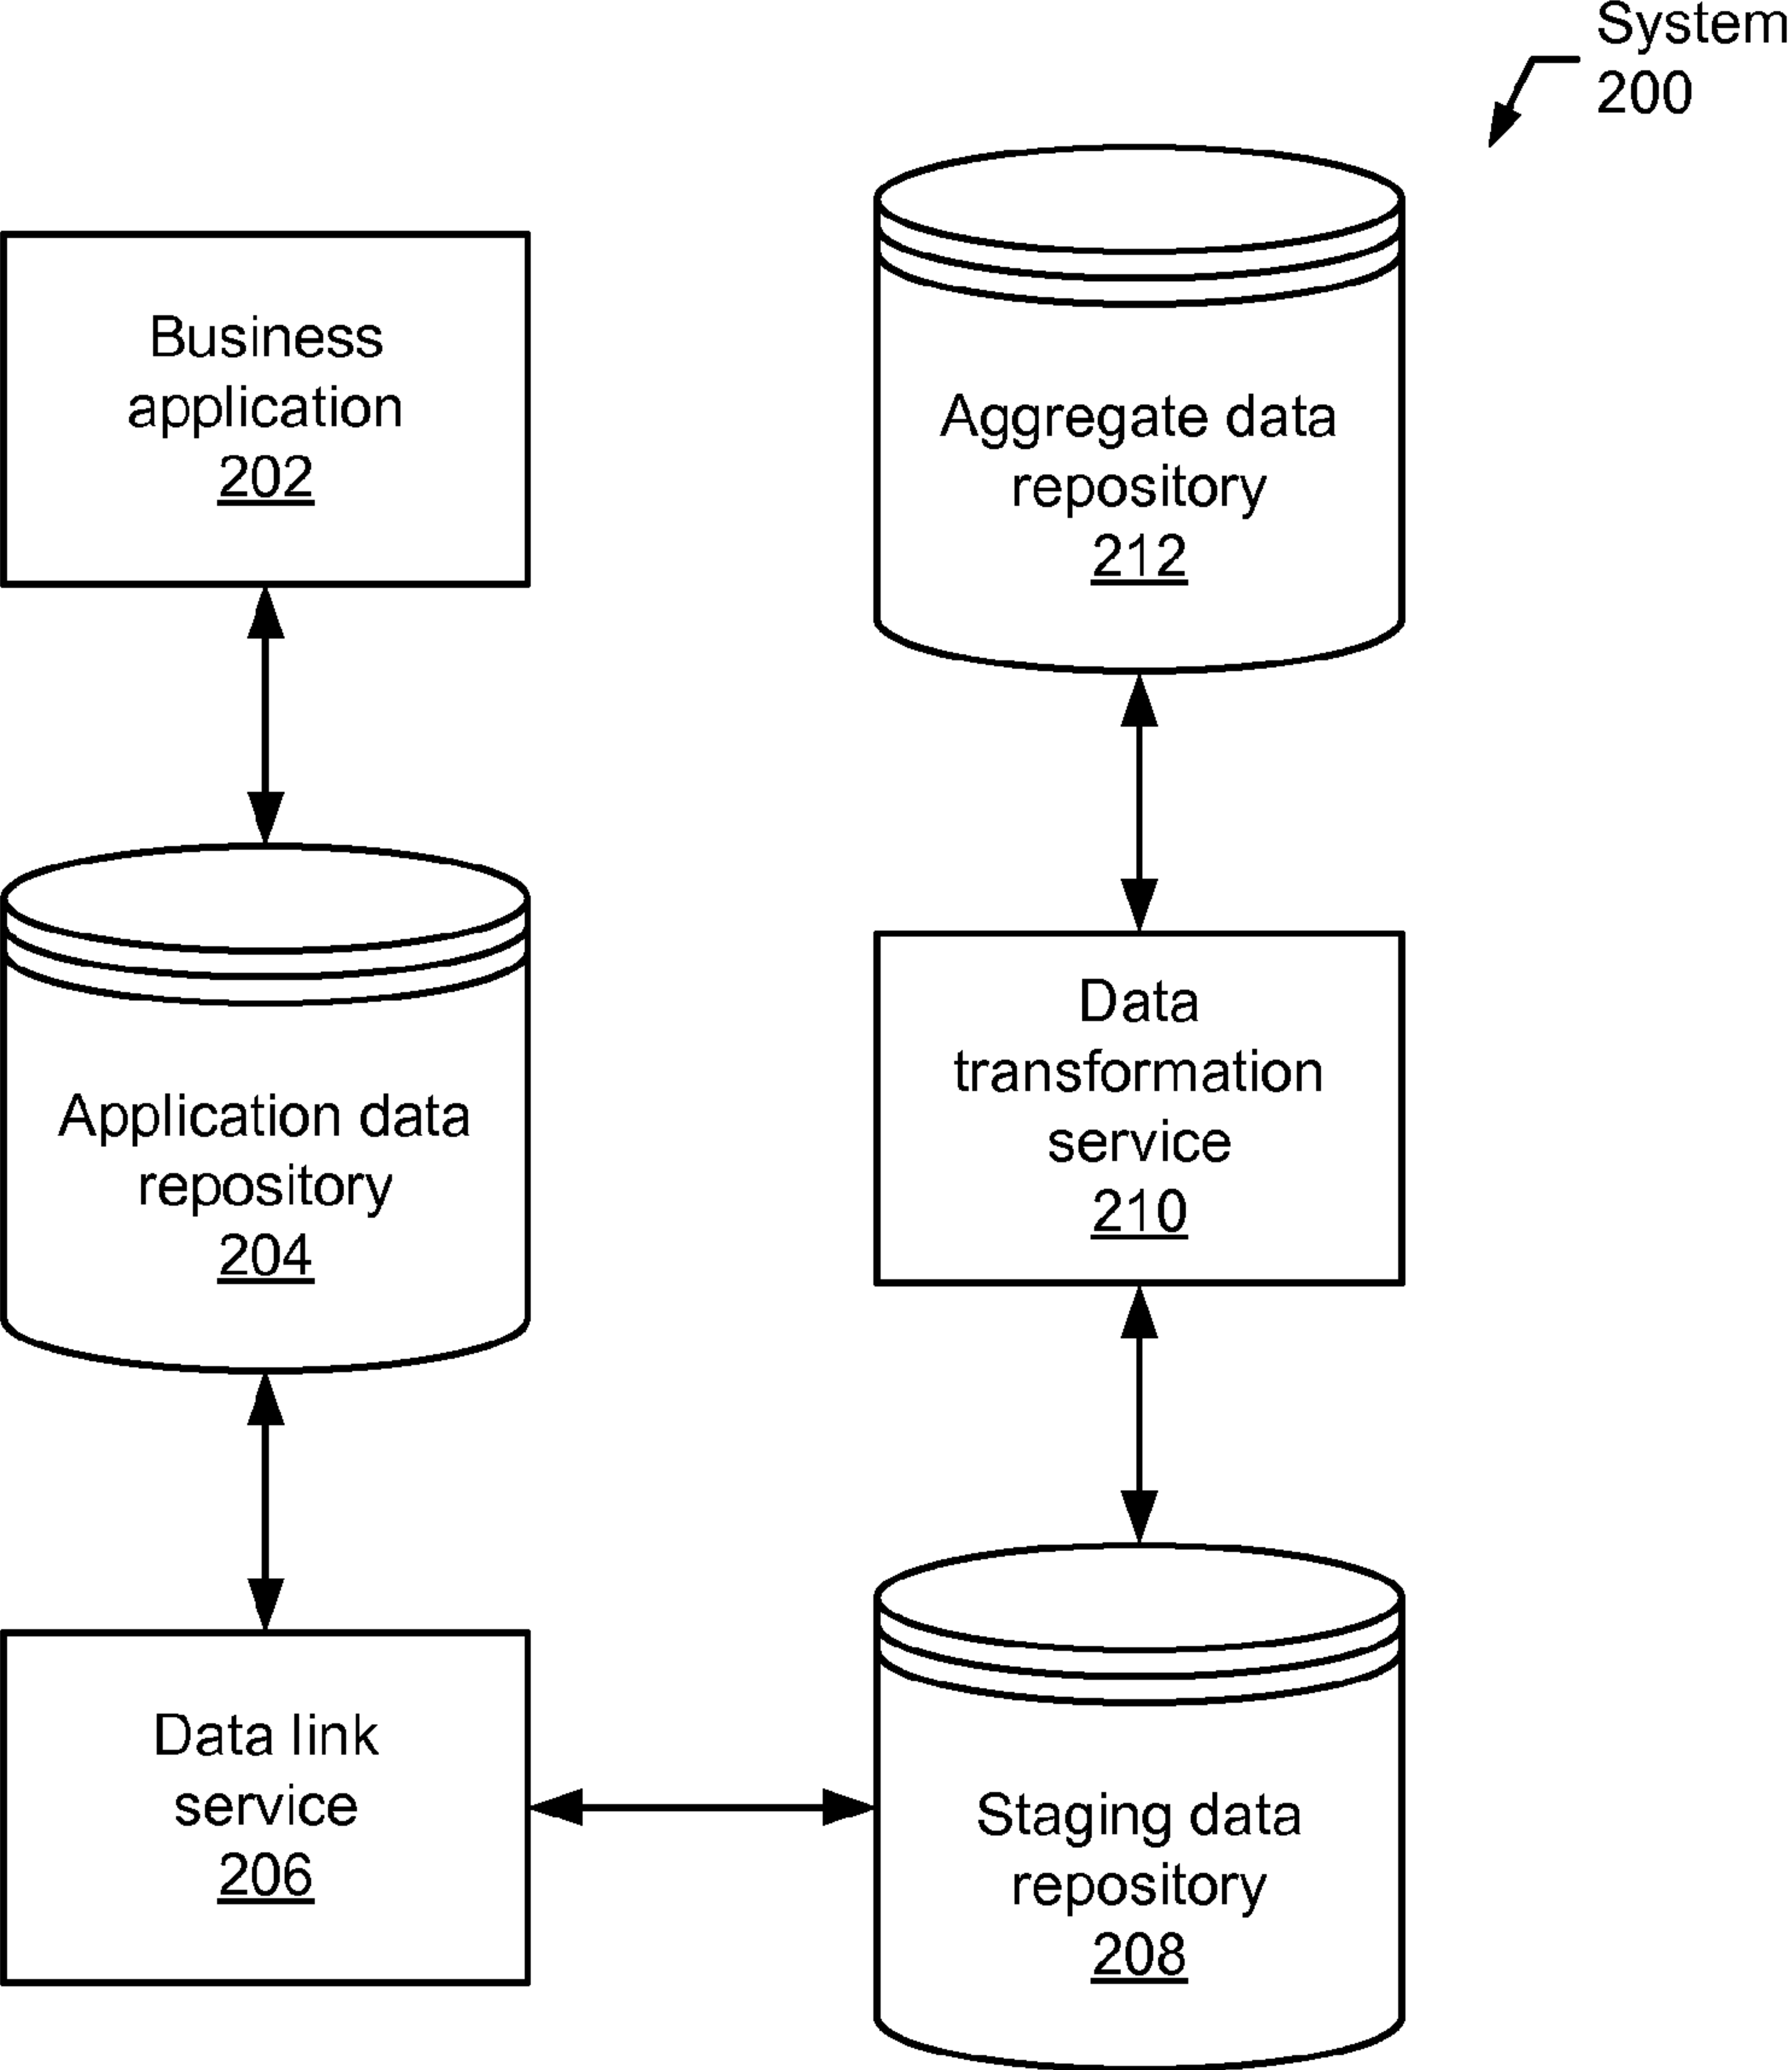 System
200
Business
application
202
Aggregate data
repository
212
Application data
repository
204
Data
transformation
service
210
Data link
service
206
Staging data
repository
208